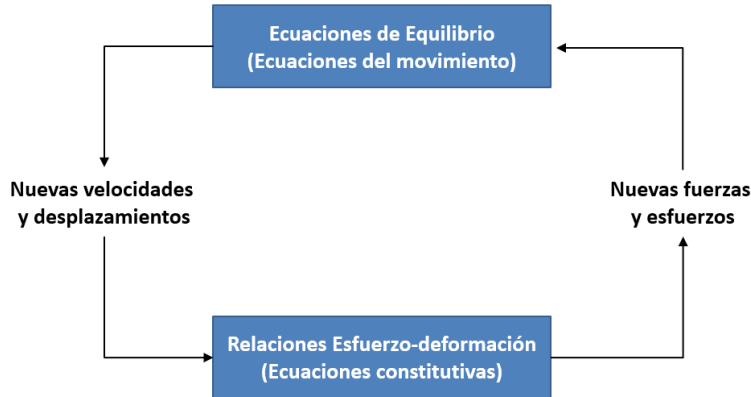 Ecuaciones de Equilibrio
(Ecuaciones del movimiento)
Nuevas velocidades
y desplazamientos
Nuevas fuerzas
y esfuerzos
Relaciones Esfuerzo-deformación
(Ecuaciones constitutivas)